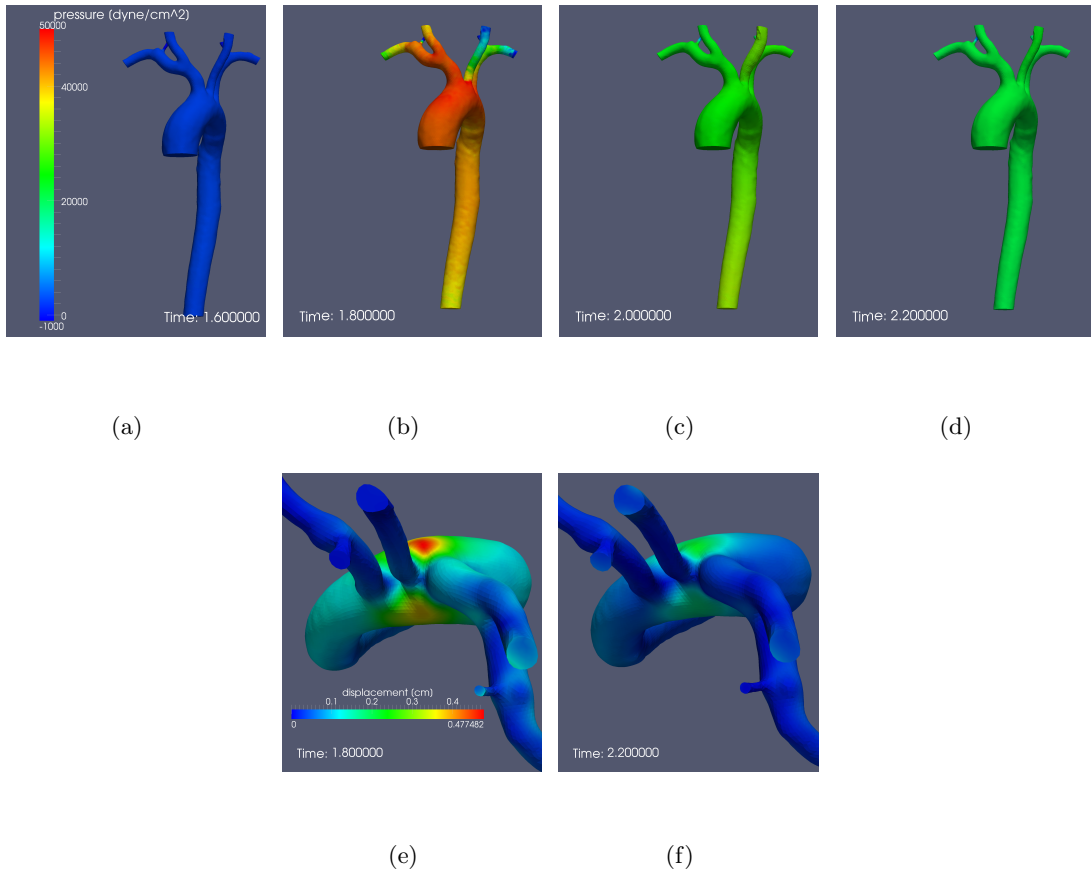 pressure [dyne/cm^2]
50000
40000
20000
0
-1000
Time: 1.600000
Time: 1.800000
Time: 2.000000
Time: 2.200000
(a)
(b)
(c)
(d)
displacement [cm]
0.1 0.2 0.3 0.4
0 0.477482
Time: 1.800000
Time: 2.200000
(e)
(f)